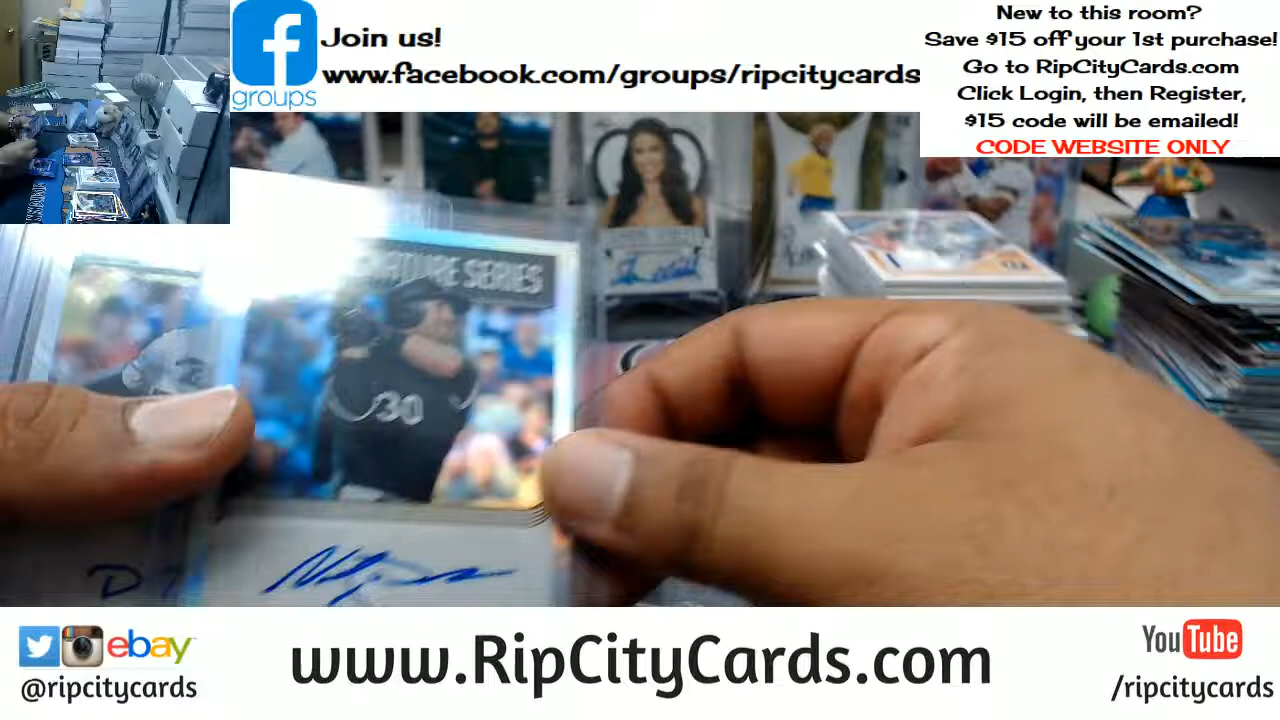 Join us!
www.facebook.com/groups/ripcitycards
groups
New to this room?
Save $15 off your 1st purchase!
Go to RipCityCards.com
Click Login, then Register,
$15 code will be emailed!
CODE WEBSITE ONLY
SERIES
30
ebay
@ripcitycards
www.RipCityCards.com
YouTube
/ripcitycards